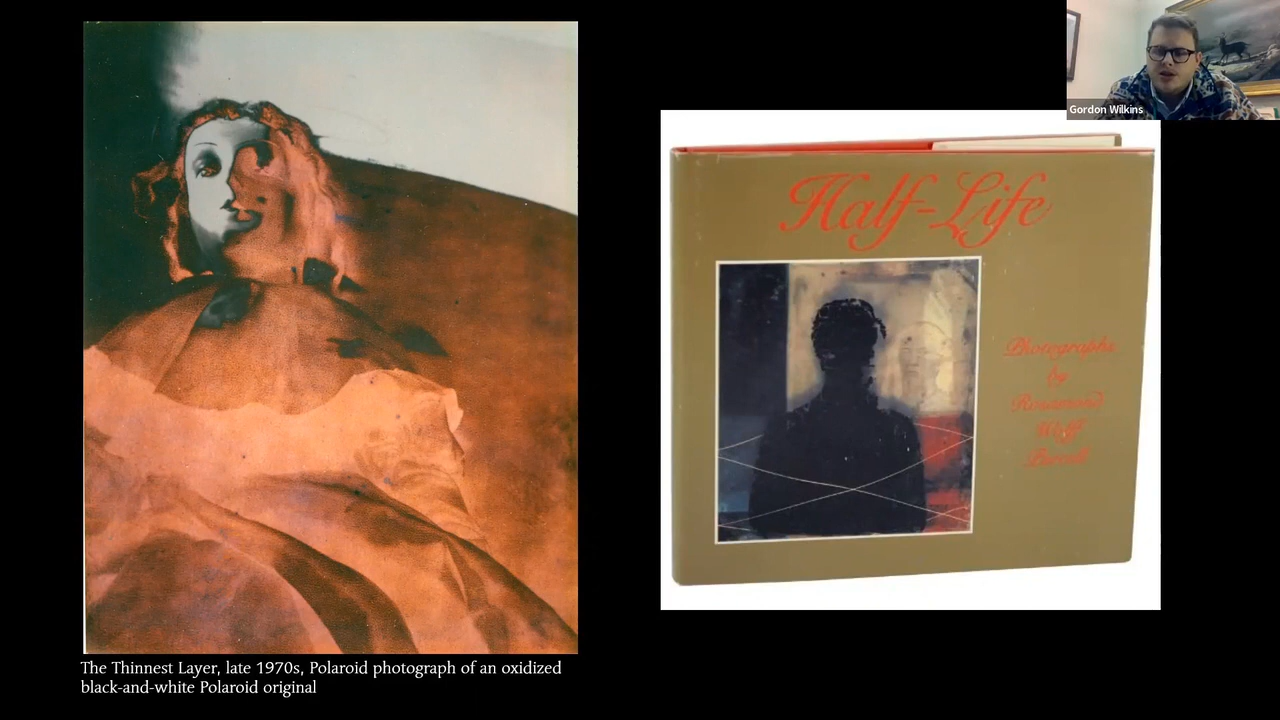 Gordon Wilkins
Half-Life
Photographs
by
Rosamond
Wolff
Purcell
The Thinnest Layer, late 1970s, Polaroid photograph of an oxidized
black-and-white Polaroid original